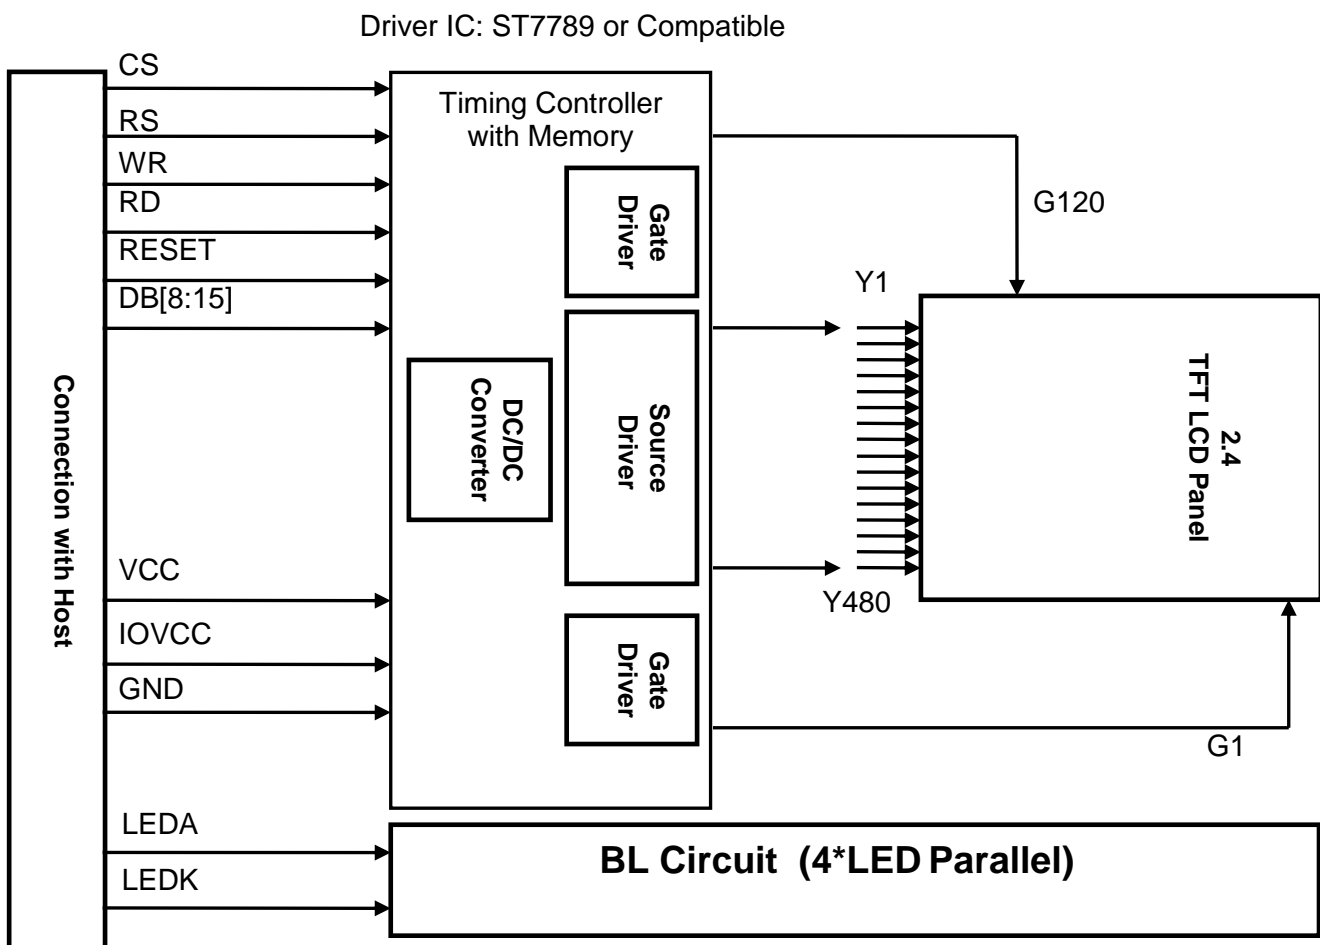 Driver IC: ST7789 or Compatible
CS
RS
WR
RD
RESET
DB[8:15]
VCC
IOVCC
GND
LEDA
LEDK
Connection with Host
Timing Controller
with Memory
Gate
Driver
DC/DC
Converter
Source
Driver
Gate
Driver
G120
Y1
Y480
2.4
TFT LCD Panel
G1
BL Circuit (4*LED Parallel)